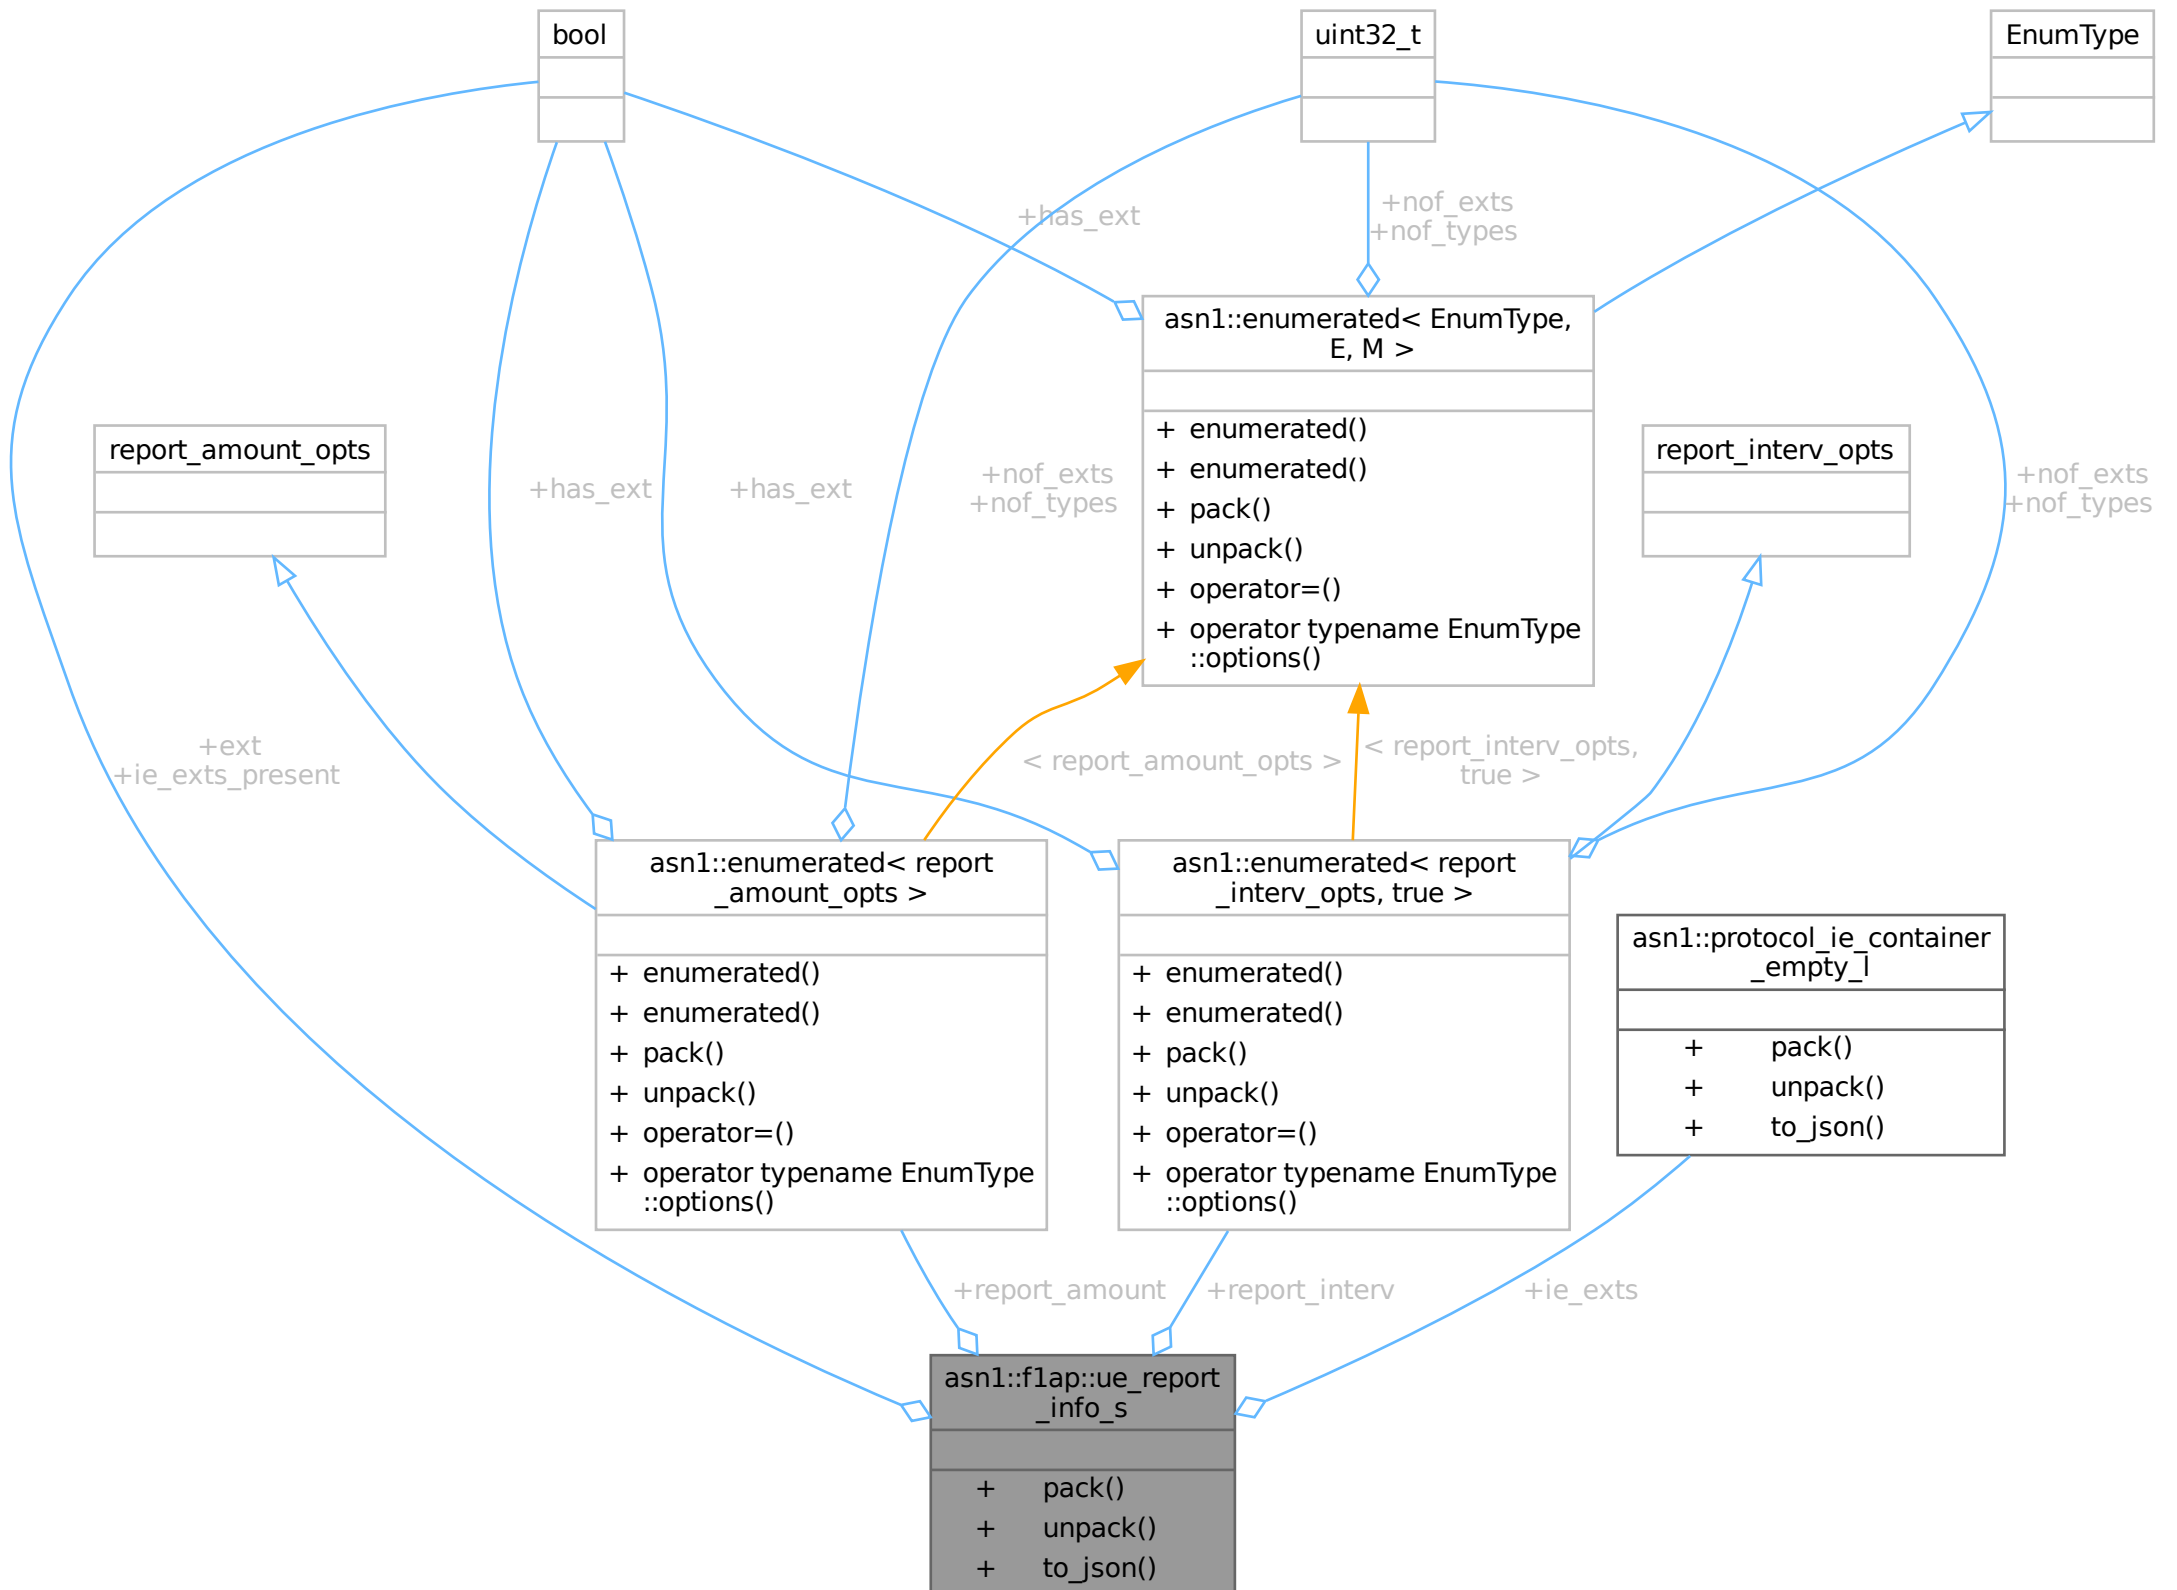 bool
uint32_t
EnumType
+has_ext
+nof_exts
+nof_types
asn1::enumerated< EnumType,
E, M >
+ enumerated()
+ enumerated()
+ pack()
+ unpack()
+ operator=()
+ operator typename EnumType
::options()
report_amount_opts
report_interv_opts
+has_ext
+has_ext
+nof_exts
+nof_types
+nof_exts
+nof_types
+ext
+ie_exts_present
< report_amount_opts >
< report_interv_opts,
true >
asn1::enumerated< report
_amount_opts >
+ enumerated()
+ enumerated()
+ pack()
+ unpack()
+ operator=()
+ operator typename EnumType
::options()
asn1::enumerated< report
_interv_opts, true >
+ enumerated()
+ enumerated()
+ pack()
+ unpack()
+ operator=()
+ operator typename EnumType
::options()
asn1::protocol_ie_container
_empty_l
+ pack()
+ unpack()
+ to_json()
+report_amount
+report_interv
+ie_exts
asn1::f1ap::ue_report
_info_s
+ pack()
+ unpack()
+ to_json()